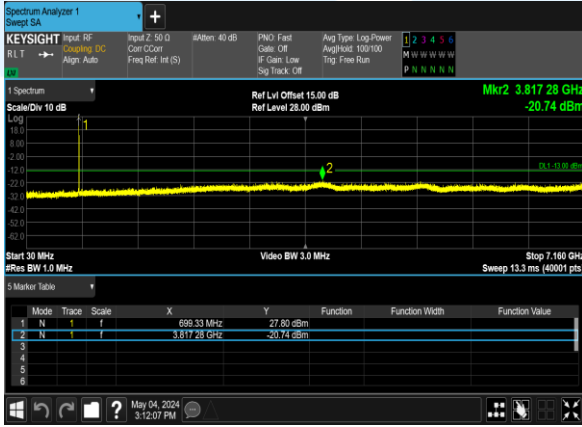 Spectrum Analyzer 1
Swept SA
KEYSIGHT Input: RF Input Z: 50 Ω #Atten: 40 dB PNO: Fast Avg Type: Log-Power 1 2 3 4 5 6
RLT Coupling: DC Corr CCorr Gate: Off Avg|Hold: 100/100 M W W W W W
Align: Auto Freq Ref: Int (S) IF Gain: Low Trig: Free Run
Sig Track: Off P N N N N N
1 Spectrum Ref Lvl Offset 15.00 dB Mkr2 3.817 28 GHz
Scale/Div 10 dB Ref Level 28.00 dBm -20.74 dBm
Log
18.0
8.00
-2.00
-12.0
-22.0
-32.0
-42.0
-52.0
-62.0
1
2
DL1 -13.00 dBm
Start 30 MHz Video BW 3.0 MHz Stop 7.160 GHz
#Res BW 1.0 MHz Sweep 13.3 ms (40001 pts
5 Marker Table
Mode Trace Scale X Y Function Function Width Function Value
1 N 1 f 699.33 MHz 27.80 dBm
2 N 1 f 3.817 28 GHz -20.74 dBm
3
4
5
6
May 04, 2024
3:12:07 PM